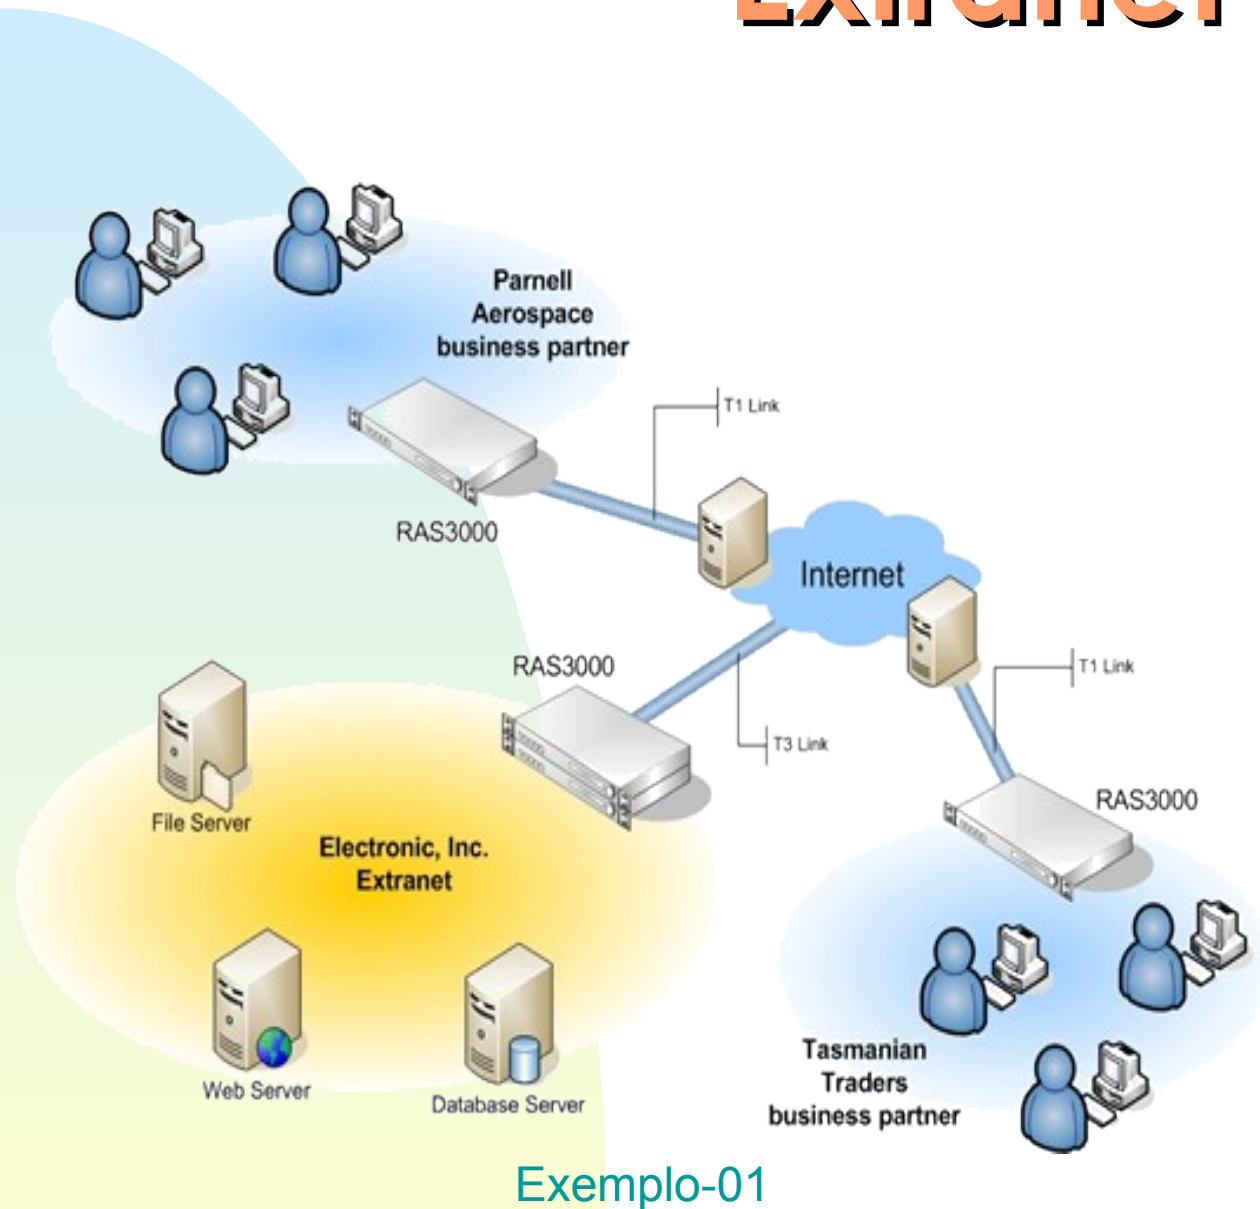 Extranet
Parnell
Aerospace
business partner
T1 Link
RAS3000
Internet
RAS3000
T1 Link
T3 Link
RAS3000
File Server
Electronic, Inc.
Extranet
Web Server
Database Server
Tasmanian
Traders
business partner
Exemplo-01